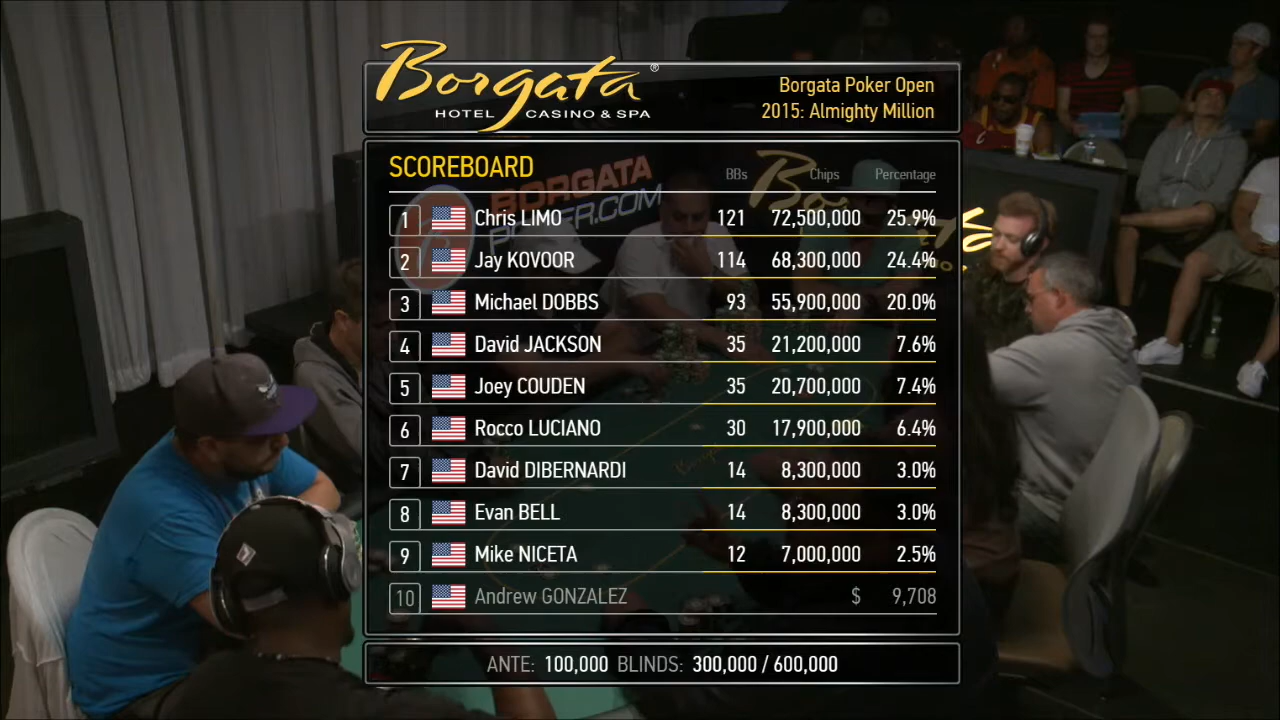 Borgata®
HOTEL CASINO & SPA
Borgata Poker Open
2015: Almighty Million
SCOREBOARD BBs Chips Percentage
1 Chris LIMO 121 72,500,000 25.9%
2 Jay KOVOOR 114 68,300,000 24.4%
3 Michael DOBBS 93 55,900,000 20.0%
4 David JACKSON 35 21,200,000 7.6%
5 Joey COUDEN 35 20,700,000 7.4%
6 Rocco LUCIANO 30 17,900,000 6.4%
7 David DIBERNARDI 14 8,300,000 3.0%
8 Evan BELL 14 8,300,000 3.0%
9 Mike NICETA 12 7,000,000 2.5%
10 Andrew GONZALEZ $ 9,708
ANTE: 100,000 BLINDS: 300,000 / 600,000
BORGATA
.COM